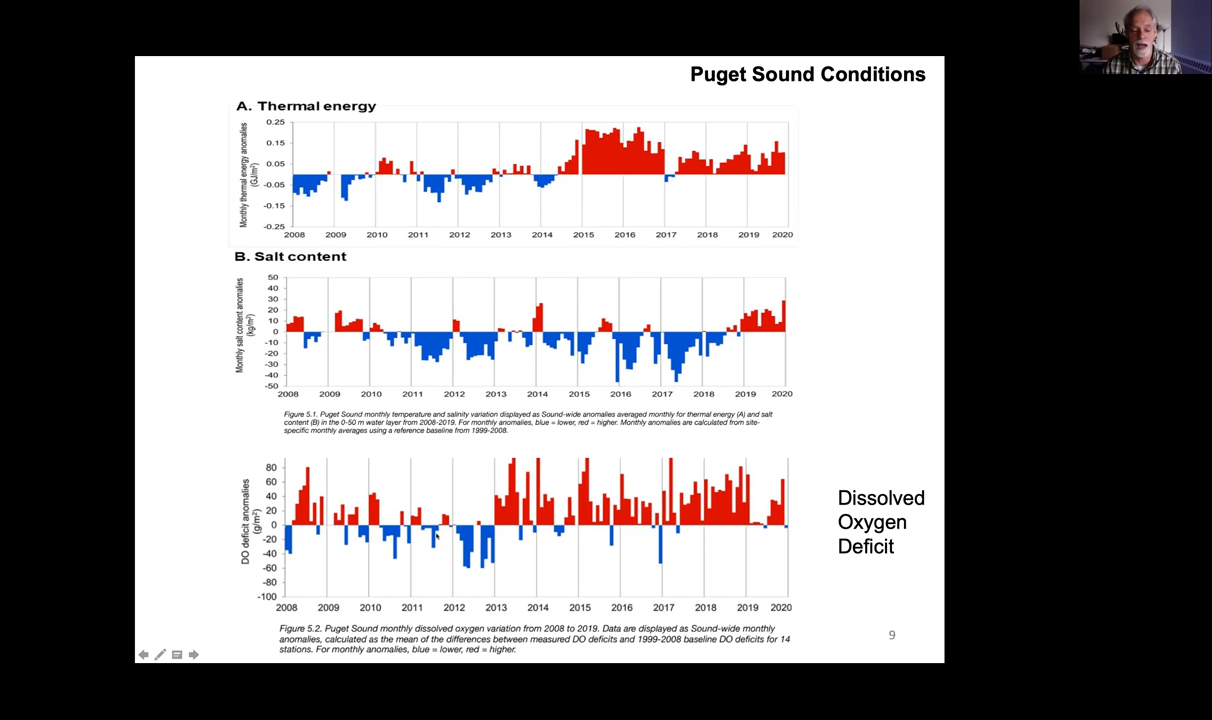 Puget Sound Conditions
A. Thermal energy
Monthly thermal energy anomalies
(GJ/m²)
0.25
0.15
0.05
-0.05
-0.15
-0.25
2008 2009 2010 2011 2012 2013 2014 2015 2016 2017 2018 2019 2020
B. Salt content
Monthly salt content anomalies
(kg/m²)
50
40
30
20
10
0
-10
-20
-30
-40
-50
2008 2009 2010 2011 2012 2013 2014 2015 2016 2017 2018 2019 2020
Figure 5.1. Puget Sound monthly temperature and salinity variation displayed as Sound-wide anomalies averaged monthly for thermal energy (A) and salt
content (B) in the 0-50 m water layer from 2008-2019. For monthly anomalies, blue = lower, red = higher. Monthly anomalies are calculated from site-
specific monthly averages using a reference baseline from 1999-2008.
DO deficit anomalies
(g/m²)
80
60
40
20
0
-20
-40
-60
-80
-100
2008 2009 2010 2011 2012 2013 2014 2015 2016 2017 2018 2019 2020
Dissolved
Oxygen
Deficit
Figure 5.2. Puget Sound monthly dissolved oxygen variation from 2008 to 2019. Data are displayed as Sound-wide monthly
anomalies, calculated as the mean of the differences between measured DO deficits and 1999-2008 baseline DO deficits for 14
stations. For monthly anomalies, blue = lower, red = higher.
9